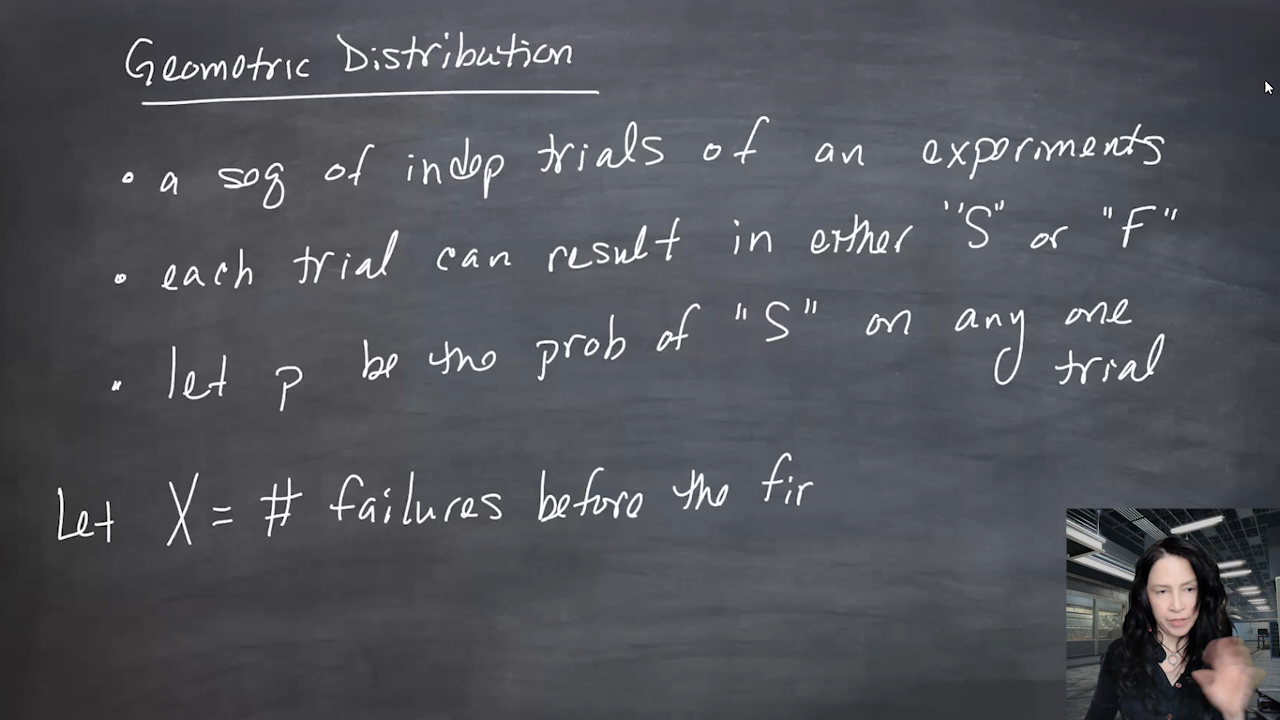 Geometric Distribution
• a seq of indep trials of an experiments
• each trial can result in either "S" or "F"
• let p be the prob of "S" on any one
trial
Let X = # failures before the fir